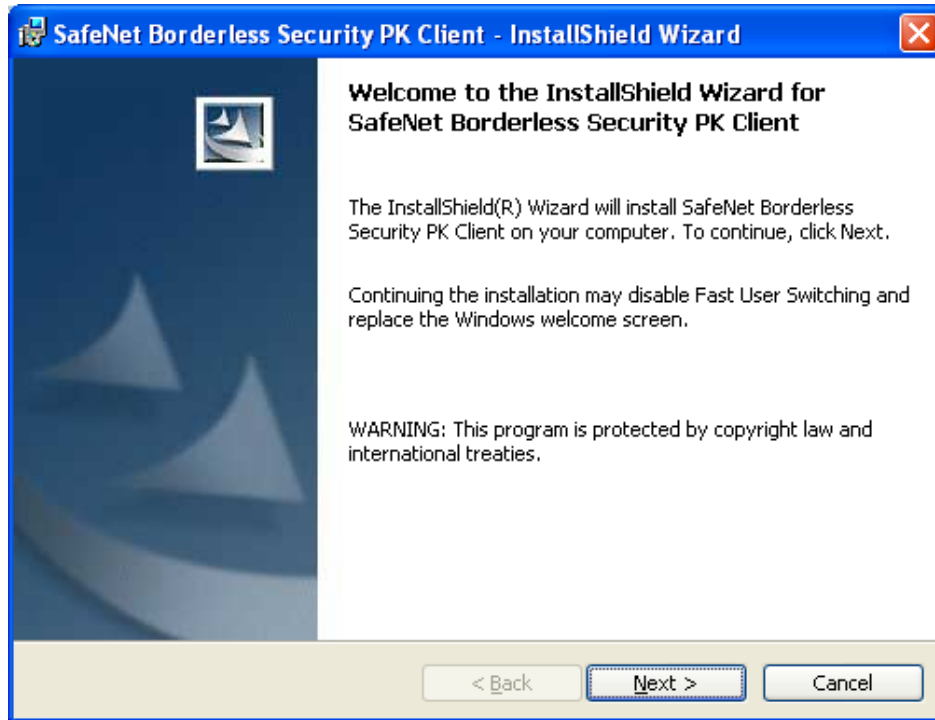 SafeNet Borderless Security PK Client - InstallShield Wizard
Welcome to the InstallShield Wizard for
SafeNet Borderless Security PK Client
The InstallShield(R) Wizard will install SafeNet Borderless
Security PK Client on your computer. To continue, click Next.
Continuing the installation may disable Fast User Switching and
replace the Windows welcome screen.
WARNING: This program is protected by copyright law and
international treaties.
< Back
Next >
Cancel